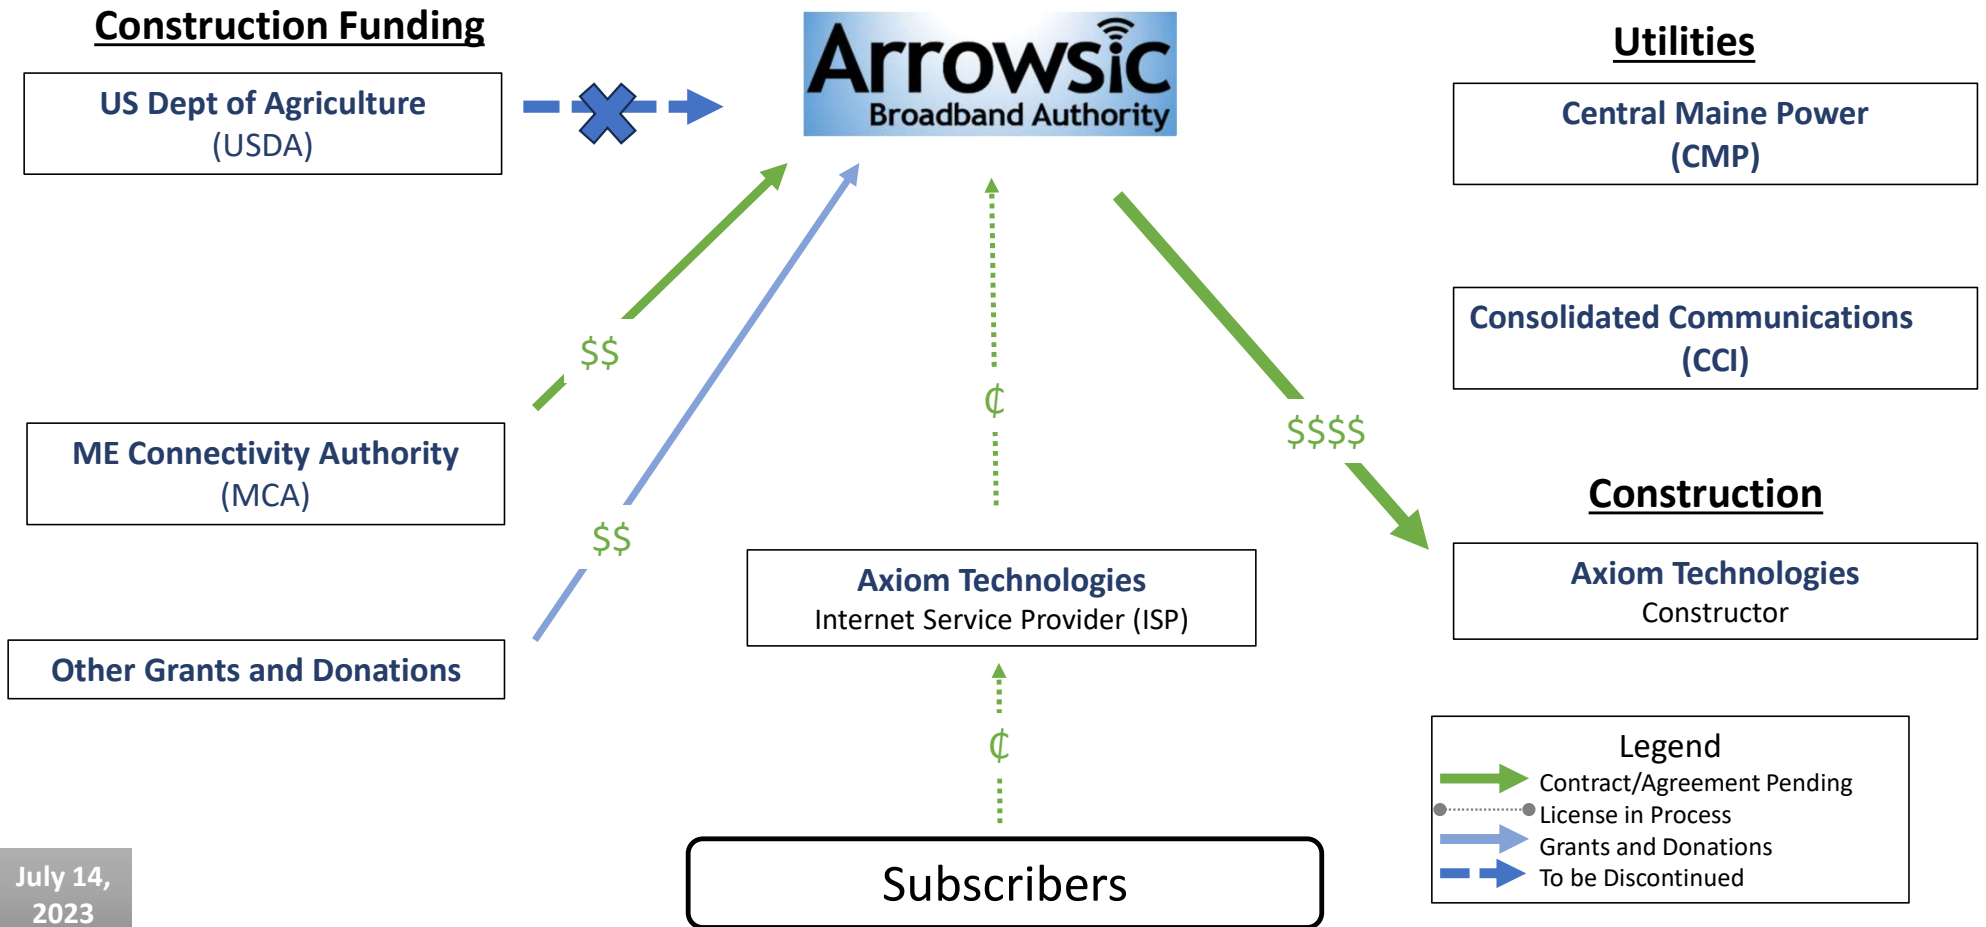 Construction Funding
US Dept of Agriculture
(USDA)
ME Connectivity Authority
(MCA)
Other Grants and Donations
$$
$$
Arrowsic
Broadband Authority
¢
Axiom Technologies
Internet Service Provider (ISP)
¢
Subscribers
$$$$
Utilities
Central Maine Power
(CMP)
Consolidated Communications
(CCI)
Construction
Axiom Technologies
Constructor
Legend
Contract/Agreement Pending
License in Process
Grants and Donations
To be Discontinued
July 14,
2023